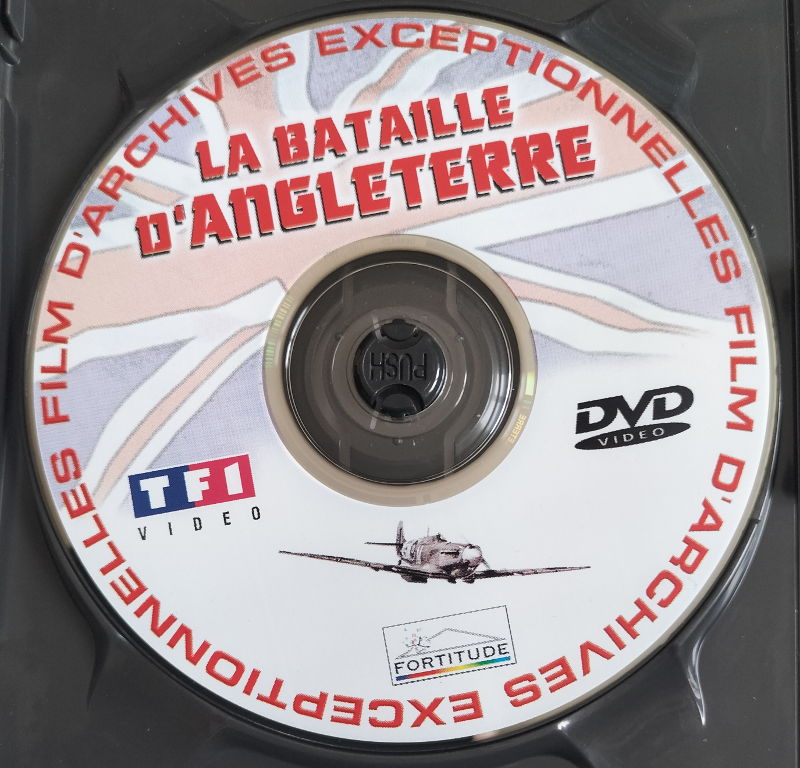 FILM D'ARCHIVES EXCEPTIONNELLES FILM D'ARCHIVES EXCEPTIONNELLES
LA BATAILLE
D'ANGLETERRE
PUSH
DVD
VIDEO
TF1
VIDEO
FORTITUDE